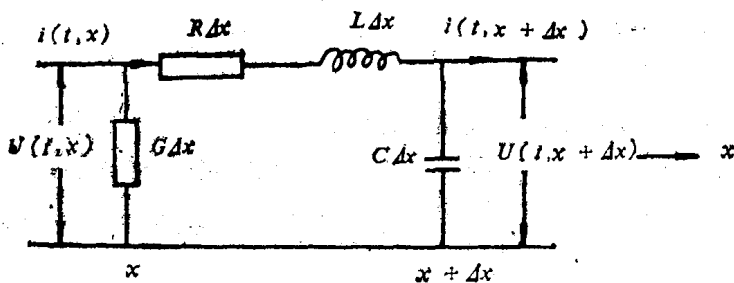 i(t,x) RΔx LΔx i(t,x + Δx)
U(t,x) GΔx CΔx U(t,x + Δx) x
x x + Δx